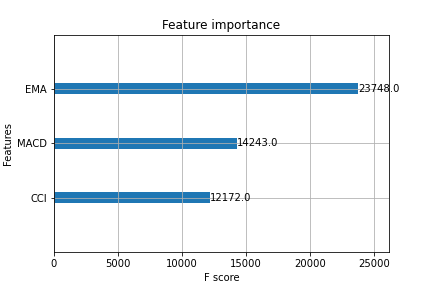 Feature importance
Features
EMA
23748.0
MACD
14243.0
CCI
12172.0
0 5000 10000 15000 20000 25000
F score